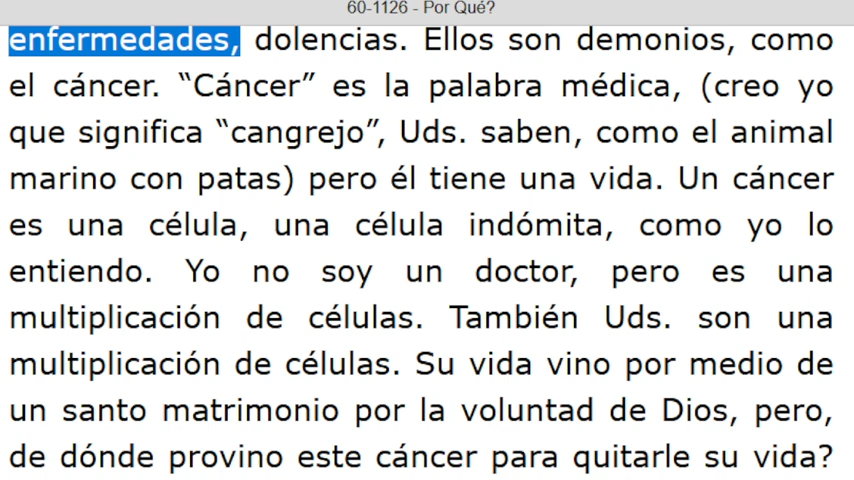 60-1126 - Por Qué?
enfermedades, dolencias. Ellos son demonios, como
el cáncer. “Cáncer” es la palabra médica, (creo yo
que significa “cangrejo”, Uds. saben, como el animal
marino con patas) pero él tiene una vida. Un cáncer
es una célula, una célula indómita, como yo lo
entiendo. Yo no soy un doctor, pero es una
multiplicación de células. También Uds. son una
multiplicación de células. Su vida vino por medio de
un santo matrimonio por la voluntad de Dios, pero,
de dónde provino este cáncer para quitarle su vida?